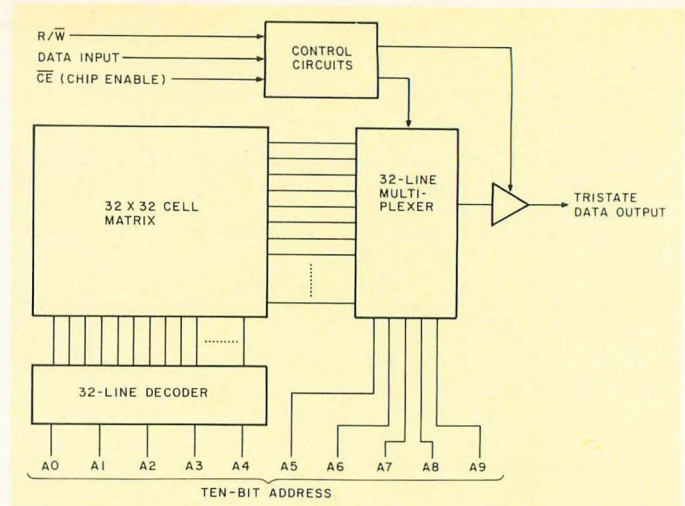 R/W̅
DATA INPUT
C̅E̅ (CHIP ENABLE)
CONTROL
CIRCUITS
32 X 32 CELL
MATRIX
32-LINE
MULTI-
PLEXER
TRISTATE
DATA OUTPUT
32-LINE DECODER
A0 A1 A2 A3 A4 A5 A6 A7 A8 A9
TEN-BIT ADDRESS